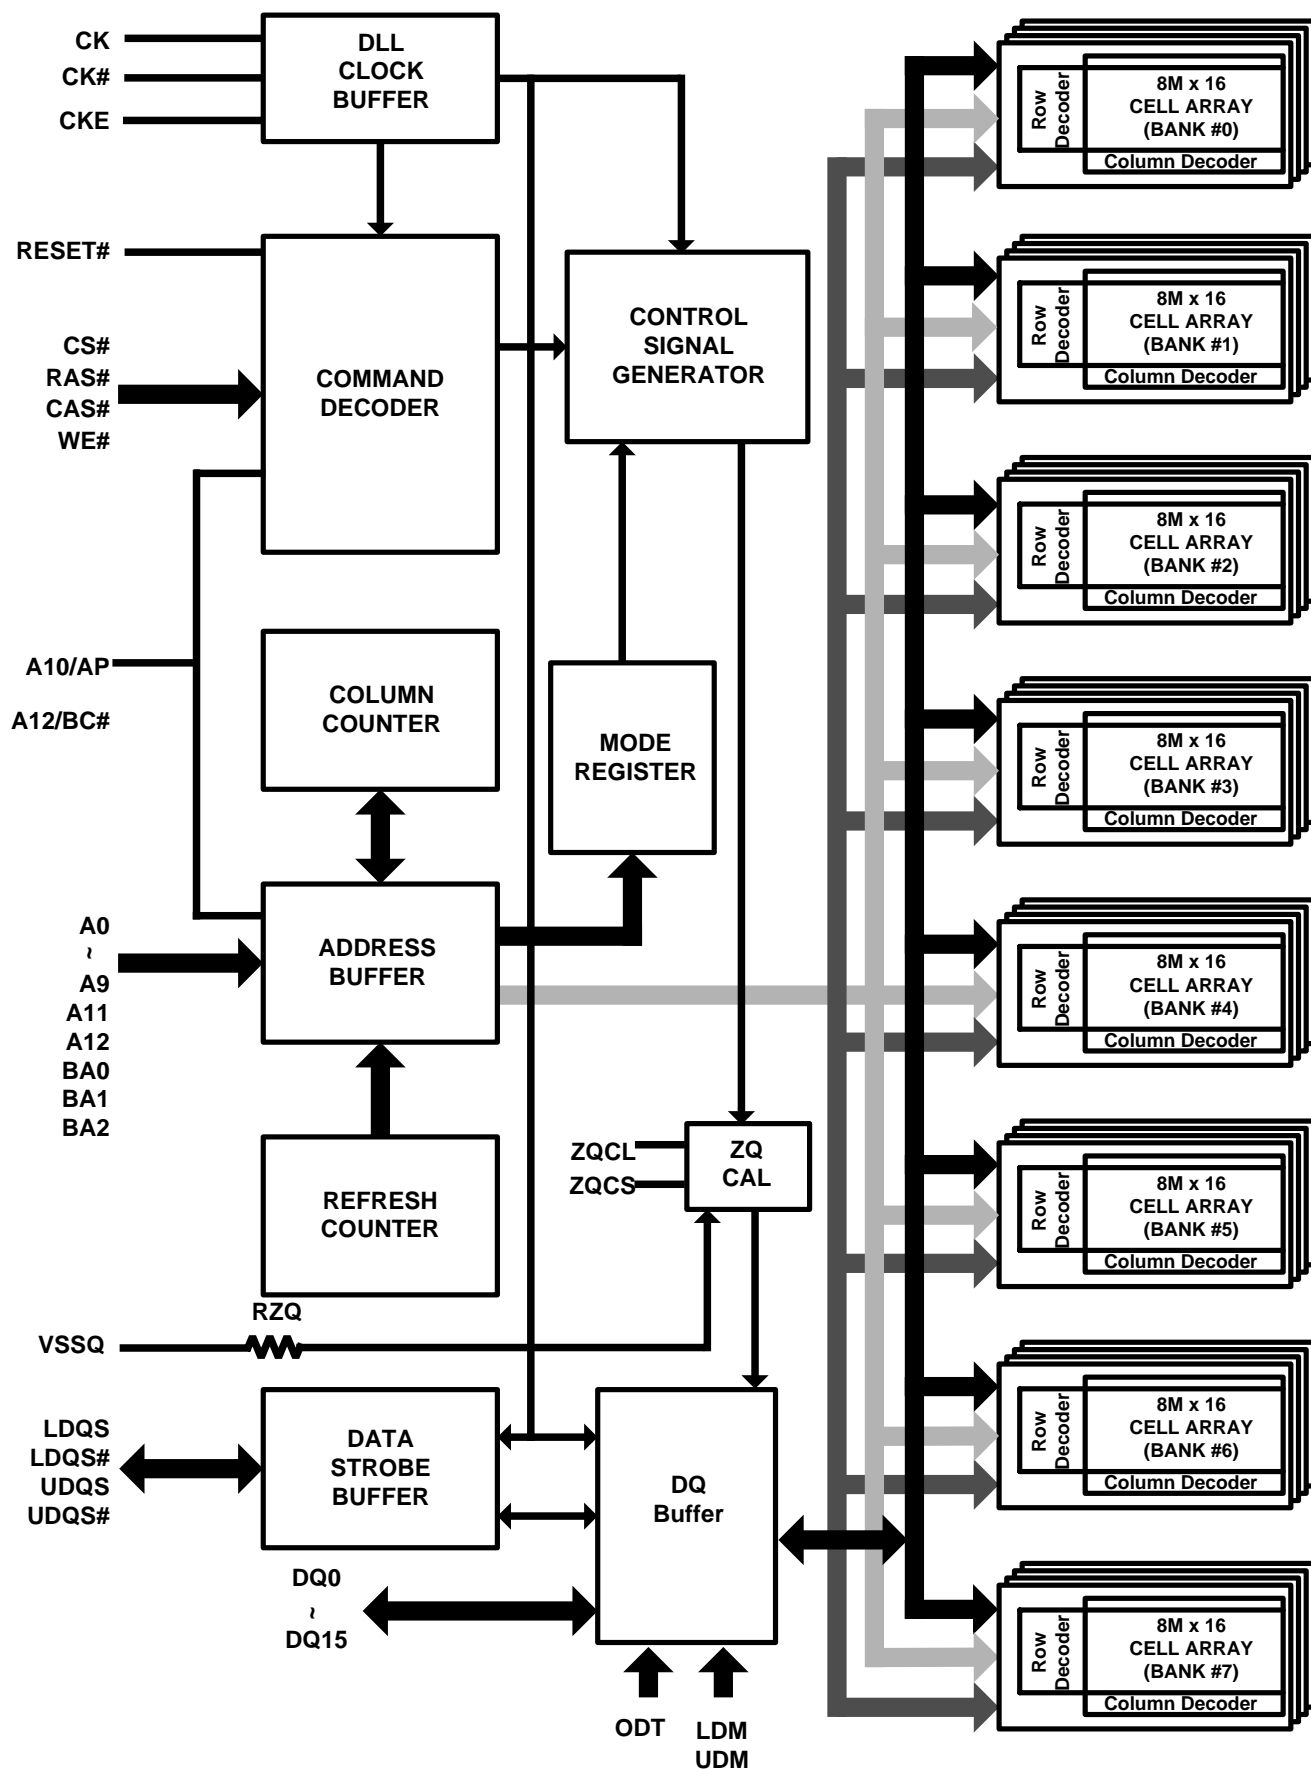 CK
CK#
CKE
DLL
CLOCK
BUFFER
RESET#
CS#
RAS#
CAS#
WE#
COMMAND
DECODER
CONTROL
SIGNAL
GENERATOR
A10/AP
A12/BC#
COLUMN
COUNTER
MODE
REGISTER
A0
~
A9
A11
A12
BA0
BA1
BA2
ADDRESS
BUFFER
REFRESH
COUNTER
ZQCL
ZQCS
ZQ
CAL
RZQ
VSSQ
LDQS
LDQS#
UDQS
UDQS#
DATA
STROBE
BUFFER
DQ
Buffer
DQ0
~
DQ15
ODT
LDM
UDM
Row
Decoder
8M x 16
CELL ARRAY
(BANK #0)
Column Decoder
Row
Decoder
8M x 16
CELL ARRAY
(BANK #1)
Column Decoder
Row
Decoder
8M x 16
CELL ARRAY
(BANK #2)
Column Decoder
Row
Decoder
8M x 16
CELL ARRAY
(BANK #3)
Column Decoder
Row
Decoder
8M x 16
CELL ARRAY
(BANK #4)
Column Decoder
Row
Decoder
8M x 16
CELL ARRAY
(BANK #5)
Column Decoder
Row
Decoder
8M x 16
CELL ARRAY
(BANK #6)
Column Decoder
Row
Decoder
8M x 16
CELL ARRAY
(BANK #7)
Column Decoder